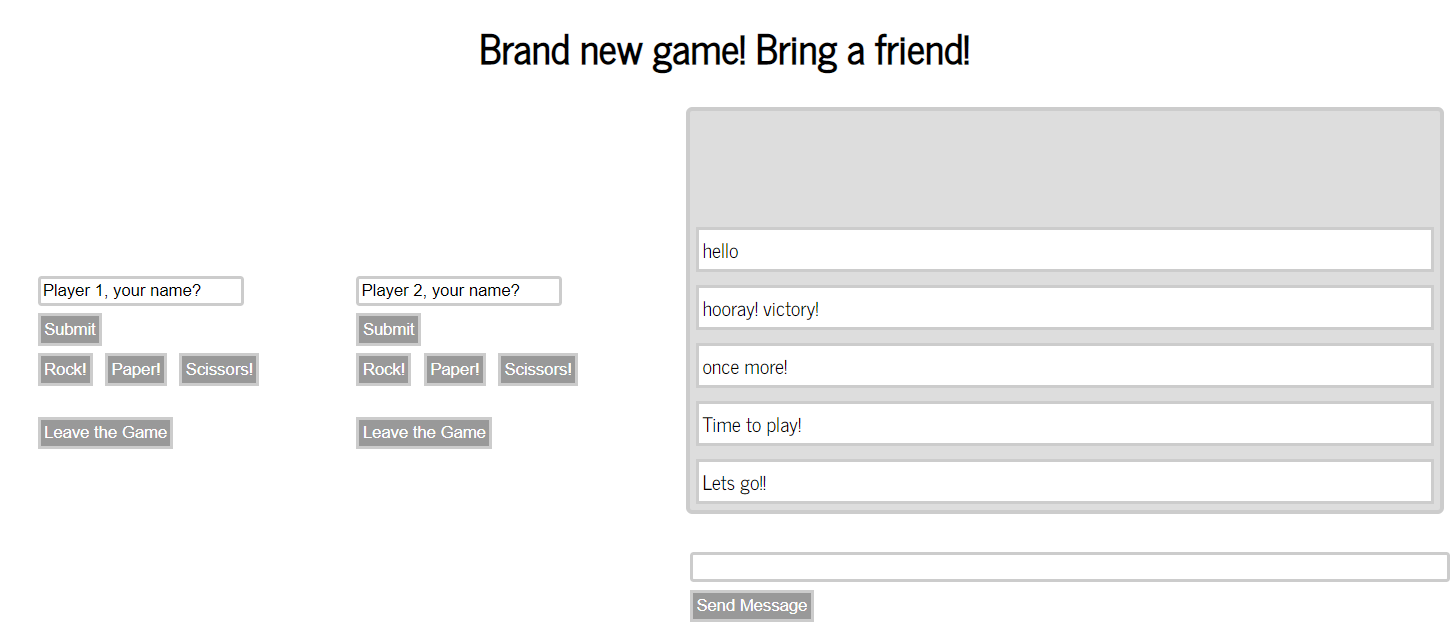 Brand new game! Bring a friend!
Player 1, your name?
Submit
Rock! Paper! Scissors!
Leave the Game
Player 2, your name?
Submit
Rock! Paper! Scissors!
Leave the Game
hello
hooray! victory!
once more!
Time to play!
Lets go!!
Send Message